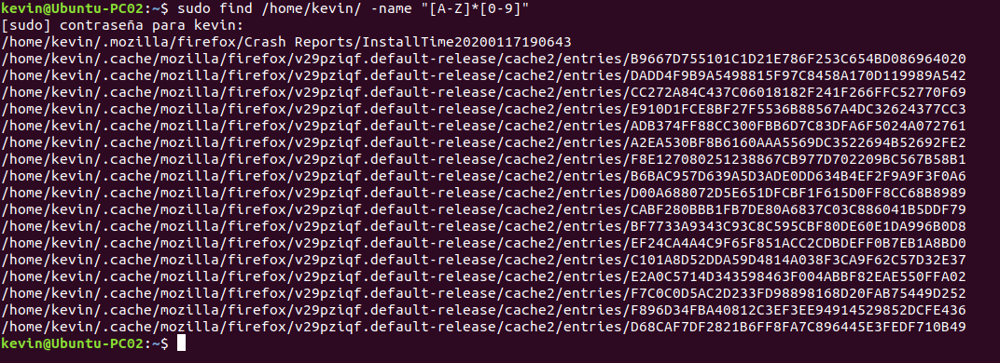 kevin@Ubuntu-PC02:~$ sudo find /home/kevin/ -name "[A-Z]*[0-9]"
[sudo] contraseña para kevin:
/home/kevin/.mozilla/firefox/Crash Reports/InstallTime20200117190643
/home/kevin/.cache/mozilla/firefox/v29pziqf.default-release/cache2/entries/B9667D755101C1D21E786F253C654BD086964020
/home/kevin/.cache/mozilla/firefox/v29pziqf.default-release/cache2/entries/DADD4F9B9A5498815F97C8458A170D119989A542
/home/kevin/.cache/mozilla/firefox/v29pziqf.default-release/cache2/entries/CC272A84C437C06018182F241F266FFC52770F69
/home/kevin/.cache/mozilla/firefox/v29pziqf.default-release/cache2/entries/E910D1FCE8BF27F5536B88567A4DC32624377CC3
/home/kevin/.cache/mozilla/firefox/v29pziqf.default-release/cache2/entries/ADB374FF88CC300FBB6D7C83DFA6F5024A072761
/home/kevin/.cache/mozilla/firefox/v29pziqf.default-release/cache2/entries/A2EA530BF8B6160AAA5569DC3522694B52692FE2
/home/kevin/.cache/mozilla/firefox/v29pziqf.default-release/cache2/entries/F8E127080251238867CB977D702209BC567B58B1
/home/kevin/.cache/mozilla/firefox/v29pziqf.default-release/cache2/entries/B6BAC957D639A5D3ADE0DD634B4EF2F9A9F3F0A6
/home/kevin/.cache/mozilla/firefox/v29pziqf.default-release/cache2/entries/D00A688072D5E651DFCBF1F615D0FF8CC68B8989
/home/kevin/.cache/mozilla/firefox/v29pziqf.default-release/cache2/entries/CABF280BBB1FB7DE80A6837C03C886041B5DDF79
/home/kevin/.cache/mozilla/firefox/v29pziqf.default-release/cache2/entries/BF7733A9343C93C8C595CBF80DE60E1DA996B0D8
/home/kevin/.cache/mozilla/firefox/v29pziqf.default-release/cache2/entries/EF24CA4A4C9F65F851ACC2CDBDEFF0B7EB1A8BD0
/home/kevin/.cache/mozilla/firefox/v29pziqf.default-release/cache2/entries/C101A8D52DDA59D4814A038F3CA9F62C57D32E37
/home/kevin/.cache/mozilla/firefox/v29pziqf.default-release/cache2/entries/E2A0C5714D343598463F004ABBF82EAE550FFA02
/home/kevin/.cache/mozilla/firefox/v29pziqf.default-release/cache2/entries/F7C0C0D5AC2D233FD98898168D20FAB75449D252
/home/kevin/.cache/mozilla/firefox/v29pziqf.default-release/cache2/entries/F896D34FBA40812C3EF3EE94914529852DCFE436
/home/kevin/.cache/mozilla/firefox/v29pziqf.default-release/cache2/entries/D68CAF7DF2821B6FF8FA7C896445E3FEDF710B49
kevin@Ubuntu-PC02:~$